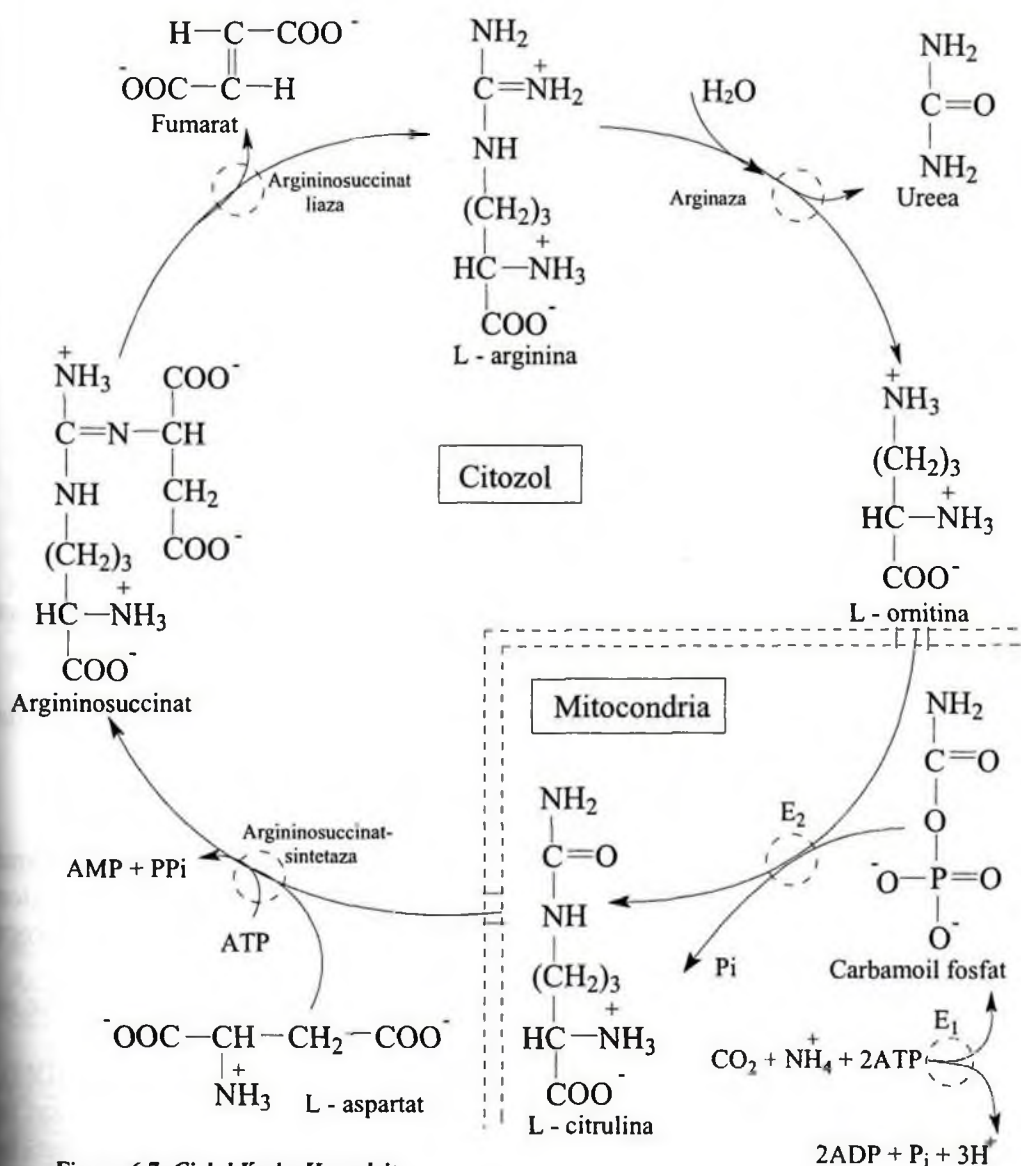 H–C–COO⁻
‖
⁻OOC–C–H
Fumarat
NH2
|
C=NH2⁺
|
NH
|
(CH2)3
|
HC–NH3⁺
|
COO⁻
L - arginina
H2O
NH2
|
C=O
|
NH2
Ureea
Argininosuccinat
liaza
Arginaza
⁺NH3
|
C=N–CH
|
NH
|
(CH2)3
|
HC–NH3⁺
|
COO⁻
COO⁻
|
CH2
|
COO⁻
Argininosuccinat
Citozol
⁺NH3
|
(CH2)3
|
HC–NH3⁺
|
COO⁻
L - ornitina
Mitocondria
NH2
|
C=O
|
O
|
⁻O–P=O
|
O⁻
Carbamoil fosfat
E2
Pi
NH2
|
C=O
|
NH
|
(CH2)3
|
HC–NH3⁺
|
COO⁻
L - citrulina
Argininosuccinat-
sintetaza
AMP + PPi
ATP
⁻OOC–CH–CH2–COO⁻
|
⁺NH3
L - aspartat
E1
CO2 + NH4⁺ + 2ATP
2ADP + Pi + 3H⁺